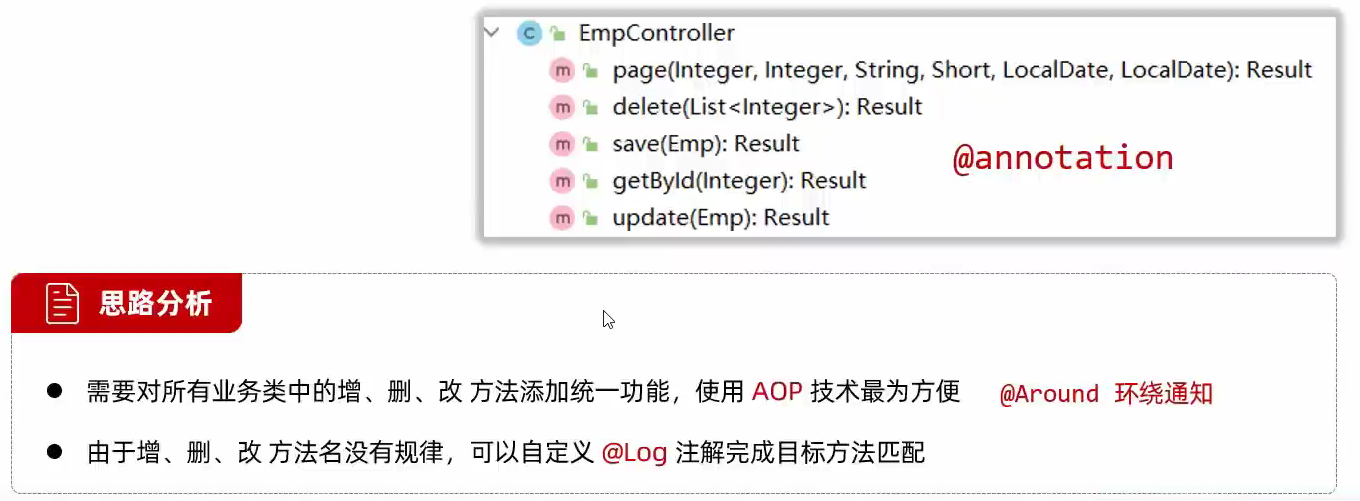 EmpController
page(Integer, Integer, String, Short, LocalDate, LocalDate): Result
delete(List<Integer>): Result
save(Emp): Result
@annotation
getById(Integer): Result
update(Emp): Result
思路分析
需要对所有业务类中的增、删、改 方法添加统一功能，使用 AOP 技术最为方便 @Around 环绕通知
由于增、删、改 方法名没有规律，可以自定义 @Log 注解完成目标方法匹配